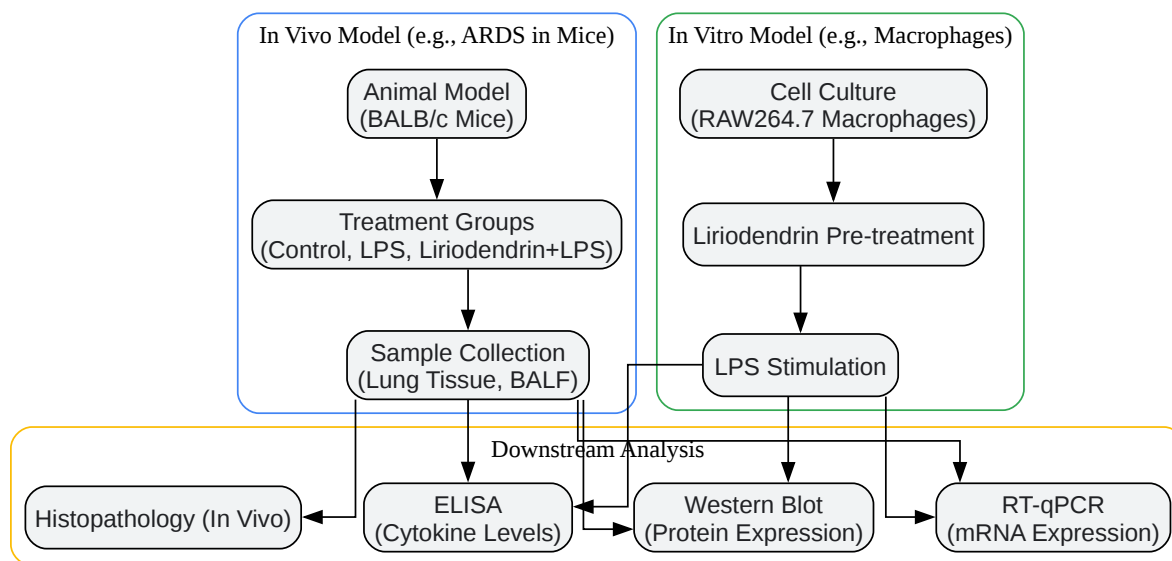 In Vivo Model (e.g., ARDS in Mice)
Animal Model
(BALB/c Mice)
Treatment Groups
(Control, LPS, Liriodendrin+LPS)
Sample Collection
(Lung Tissue, BALF)
In Vitro Model (e.g., Macrophages)
Cell Culture
(RAW264.7 Macrophages)
Liriodendrin Pre-treatment
LPS Stimulation
Downstream Analysis
Histopathology (In Vivo)
ELISA
(Cytokine Levels)
Western Blot
(Protein Expression)
RT-qPCR
(mRNA Expression)